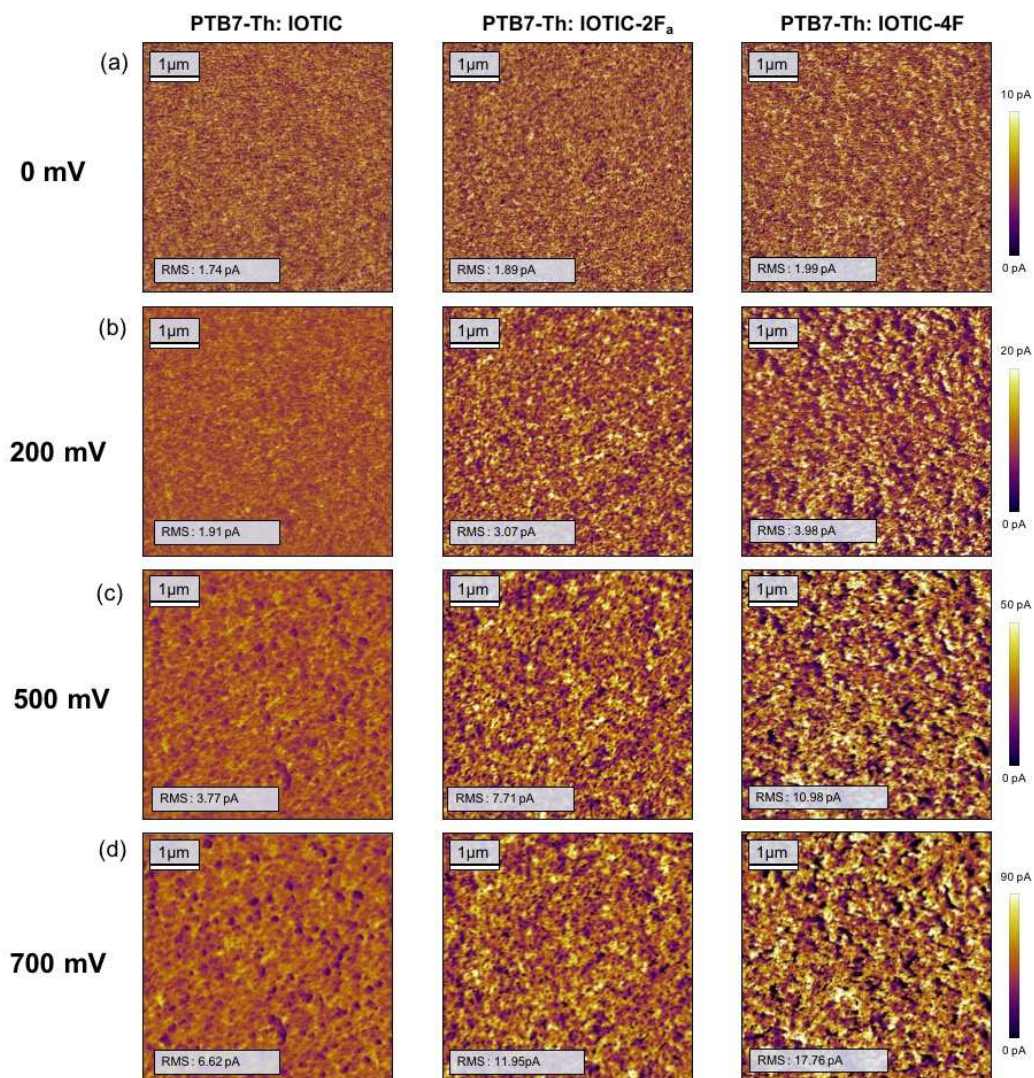 PTB7-Th: IOTIC PTB7-Th: IOTIC-2Fa PTB7-Th: IOTIC-4F
(a)
1µm 1µm 1µm
10 pA
0 mV
RMS: 1.74 pA RMS: 1.89 pA RMS: 1.99 pA
0 pA
(b)
1µm 1µm 1µm
20 pA
200 mV
RMS: 1.91 pA RMS: 3.07 pA RMS: 3.98 pA
0 pA
(c)
1µm 1µm 1µm
50 pA
500 mV
RMS: 3.77 pA RMS: 7.71 pA RMS: 10.98 pA
0 pA
(d)
1µm 1µm 1µm
90 pA
700 mV
RMS: 6.62 pA RMS: 11.95pA RMS: 17.76 pA
0 pA